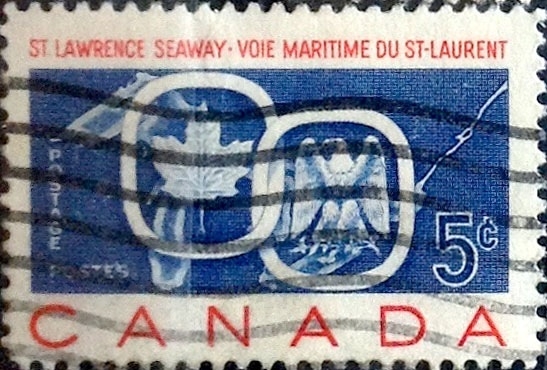 ST LAWRENCE SEAWAY · VOIE MARITIME DU ST-LAURENT
POSTAGE
POSTES
5¢
CANADA